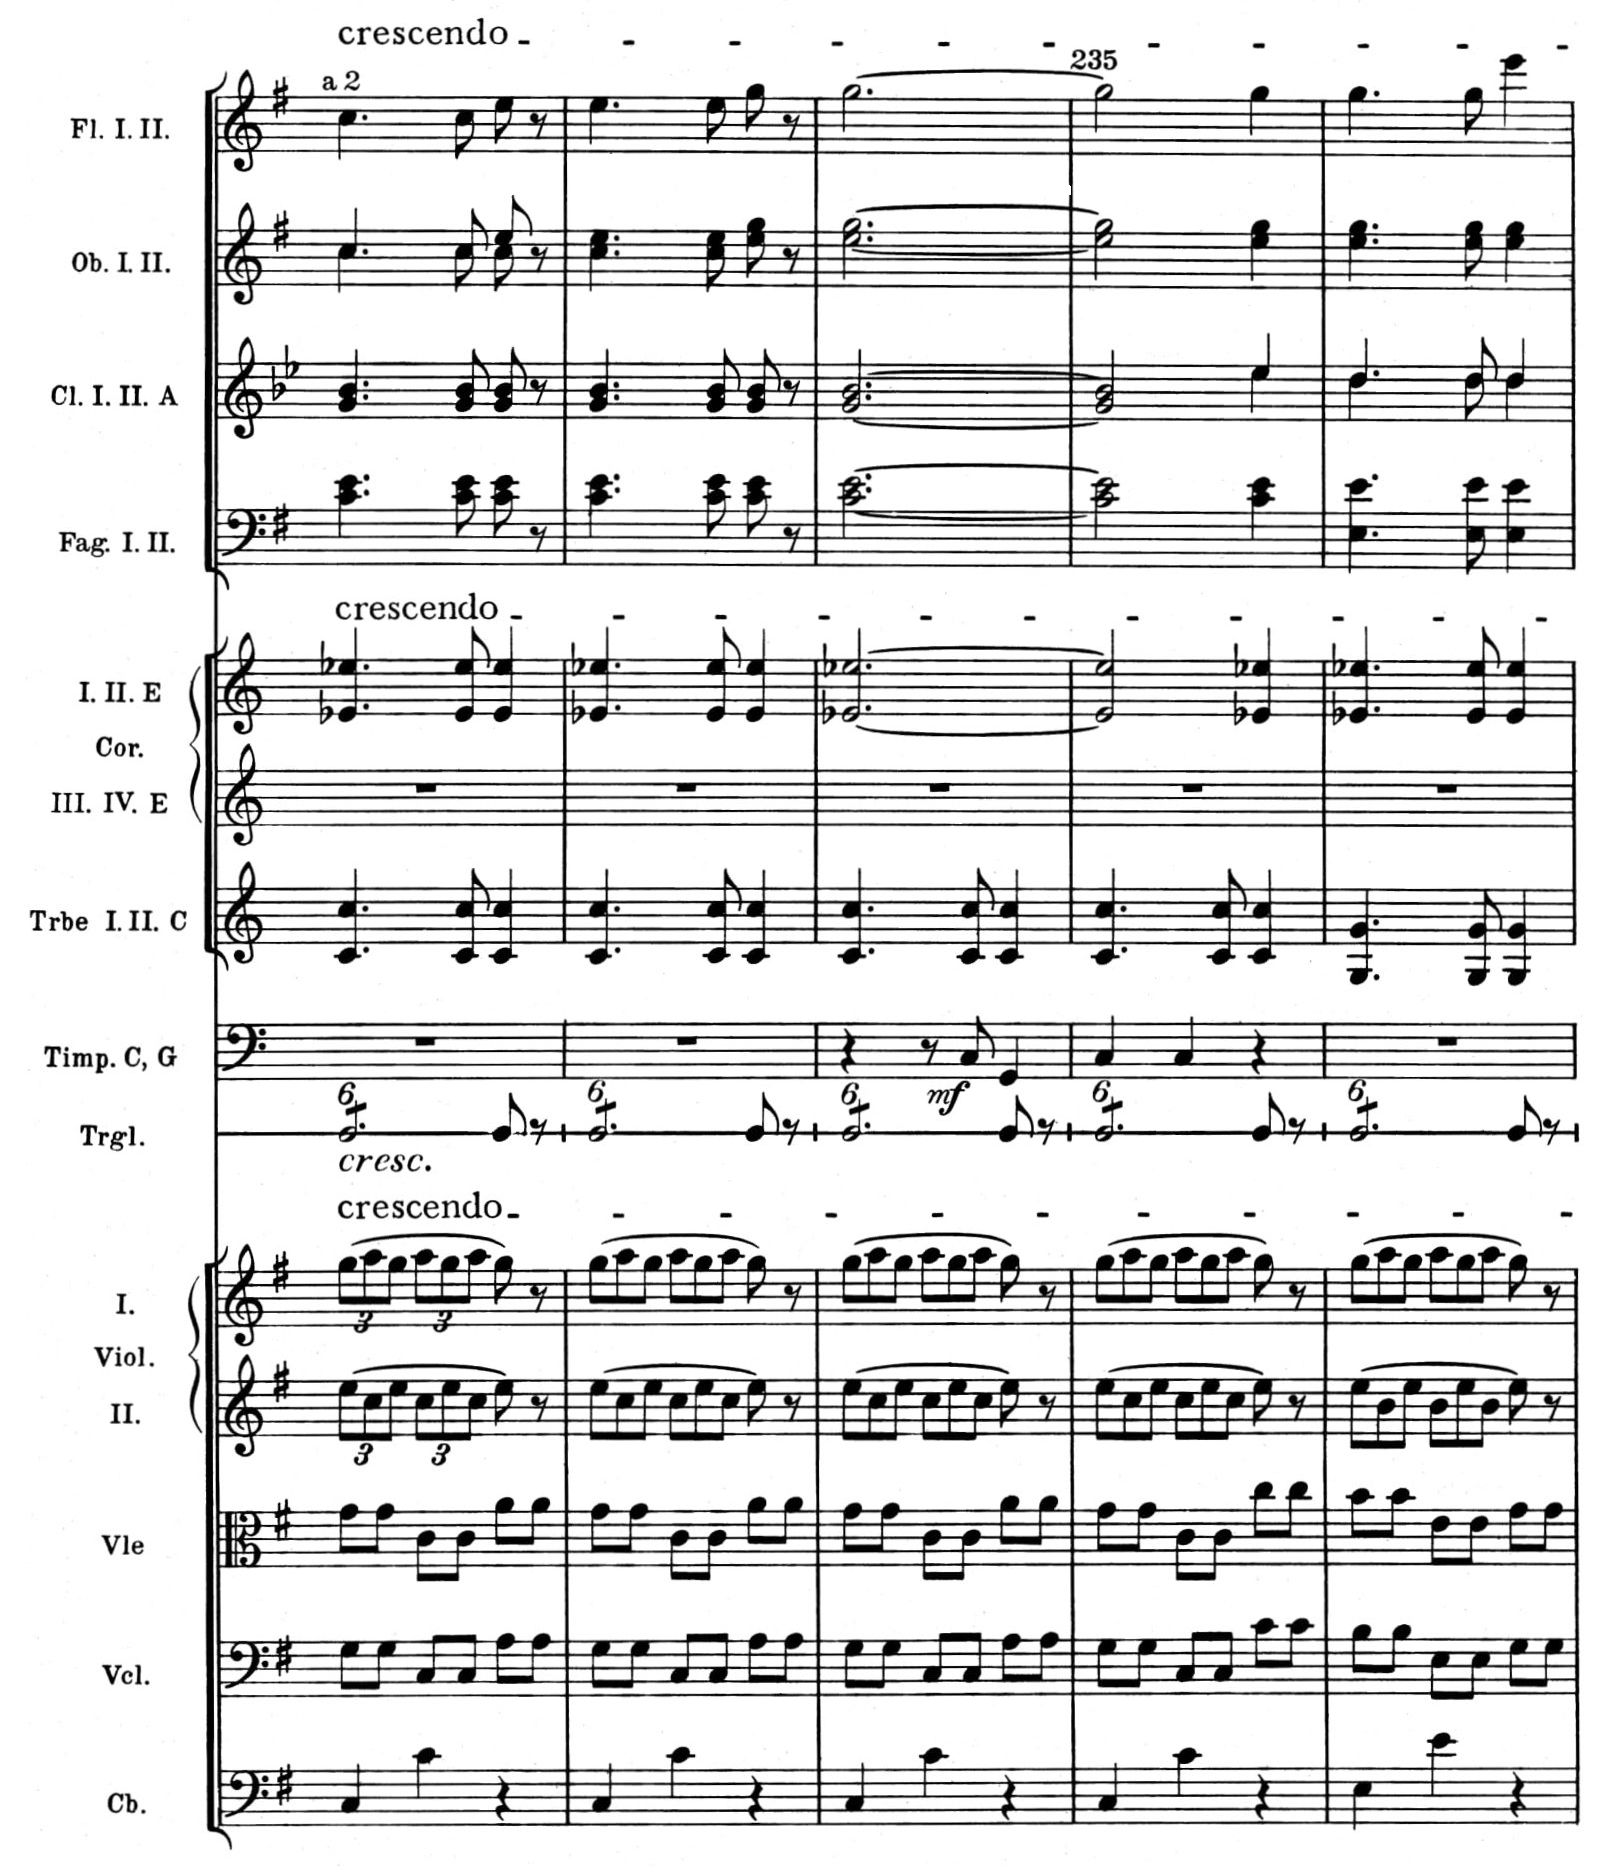 crescendo
a 2
235
Fl. I. II.
Ob. I. II.
Cl. I. II. A
Fag. I. II.
crescendo
I. II. E
Cor.
III. IV. E
Trbe I. II. C
Timp. C, G
mf
6 6 6 6 6
Trgl.
cresc.
crescendo
I.
3 3
Viol.
II.
3 3
Vle
Vcl.
Cb.